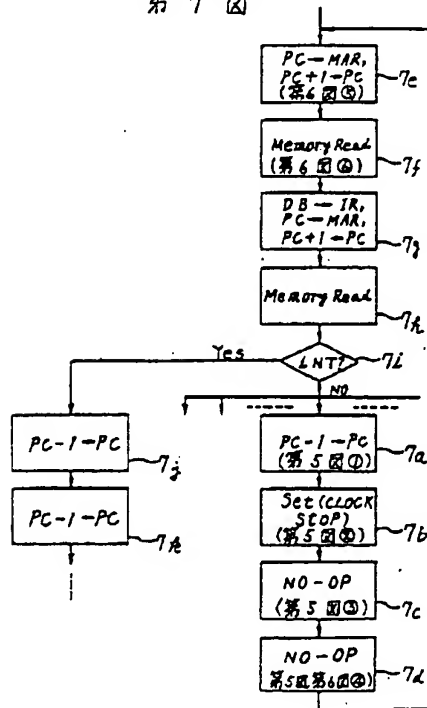 第 7 図
PC→MAR,
PC+1→PC
(第6図③)
7e
Memory Read
(第6図④)
7f
DB→IR,
PC→MAR,
PC+1→PC
7g
Memory Read
7h
Yes
INT?
7i
NO
PC-1→PC
7j
PC-1→PC
(第5図①)
7a
PC-1→PC
7k
Set(CLOCK
STOP)
(第5図②)
7b
NO-OP
(第5図③)
7c
NO-OP
第5図第6図④
7d